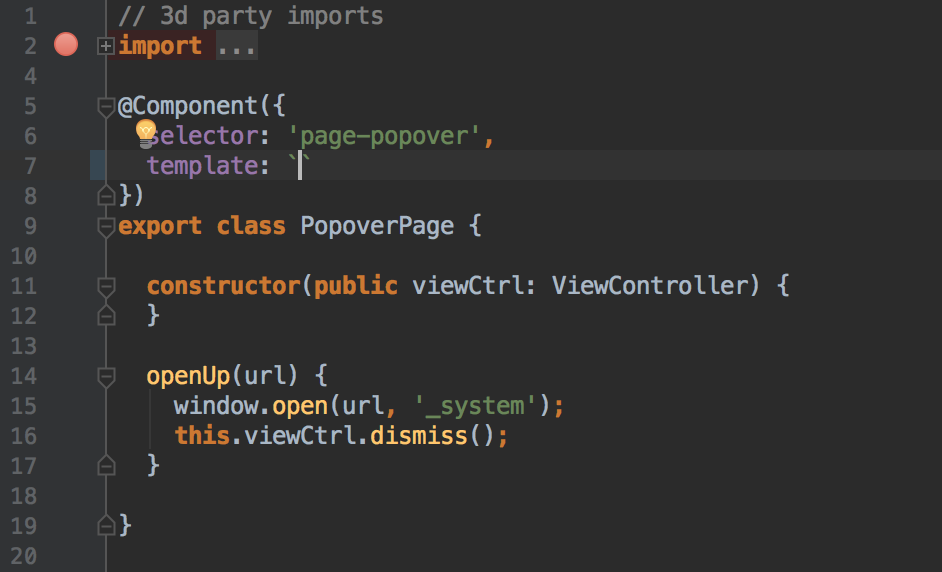 1 // 3d party imports
2 import ...
4
5 @Component({
6 selector: 'page-popover',
7 template: ``
8 })
9 export class PopoverPage {
10
11 constructor(public viewCtrl: ViewController) {
12 }
13
14 openUp(url) {
15 window.open(url, '_system');
16 this.viewCtrl.dismiss();
17 }
18
19 }
20